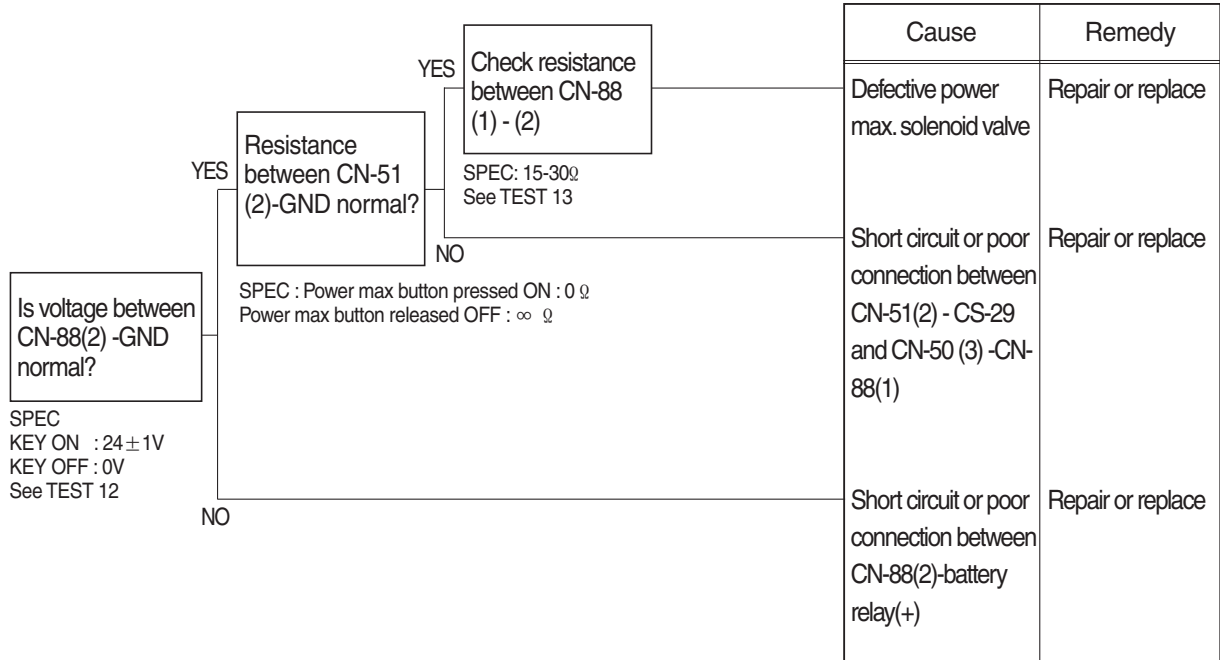 Cause
Remedy
YES
Check resistance
between CN-88
(1) - (2)
SPEC: 15-30Ω
See TEST 13
Defective power
max. solenoid valve
Repair or replace
YES
Resistance
between CN-51
(2)-GND normal?
NO
SPEC : Power max button pressed ON : 0 Ω
Power max button released OFF : ∞ Ω
Short circuit or poor
connection between
CN-51(2) - CS-29
and CN-50 (3) -CN-
88(1)
Repair or replace
Is voltage between
CN-88(2) -GND
normal?
SPEC
KEY ON : 24±1V
KEY OFF : 0V
See TEST 12
NO
Short circuit or poor
connection between
CN-88(2)-battery
relay(+)
Repair or replace